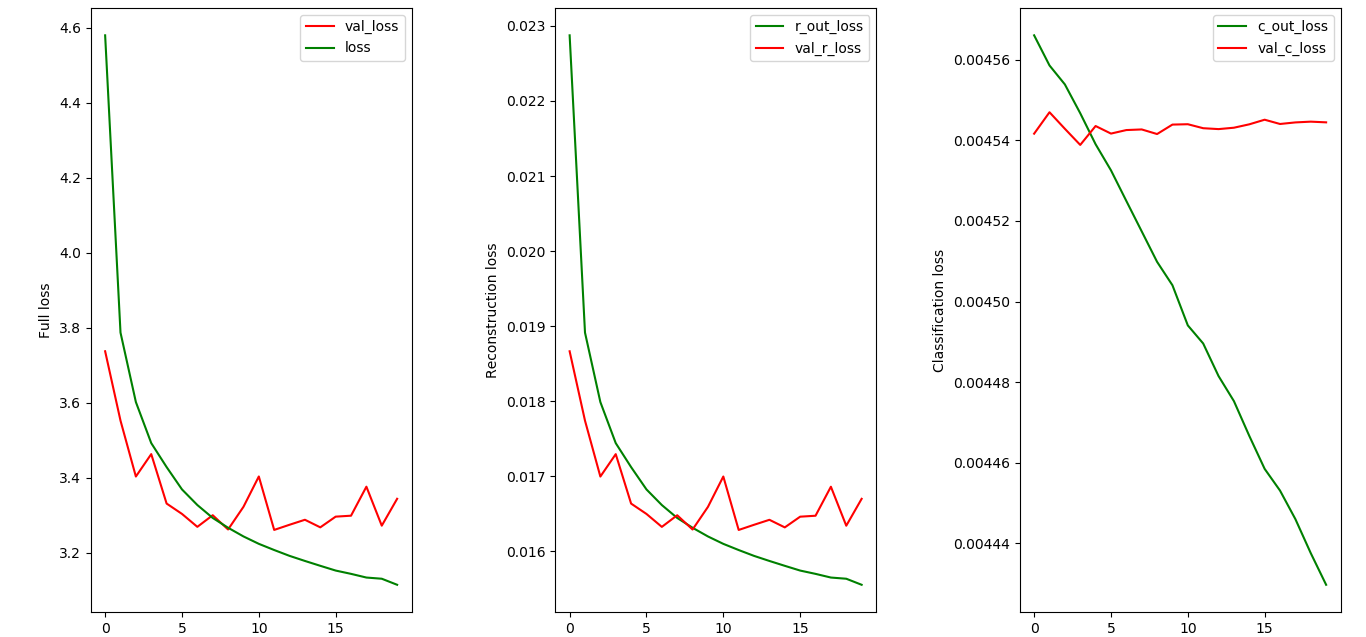 Full loss
4.6
4.4
4.2
4.0
3.8
3.6
3.4
3.2
0 5 10 15
val_loss
loss
Reconstruction loss
0.023
0.022
0.021
0.020
0.019
0.018
0.017
0.016
0 5 10 15
r_out_loss
val_r_loss
Classification loss
0.00456
0.00454
0.00452
0.00450
0.00448
0.00446
0.00444
0 5 10 15
c_out_loss
val_c_loss